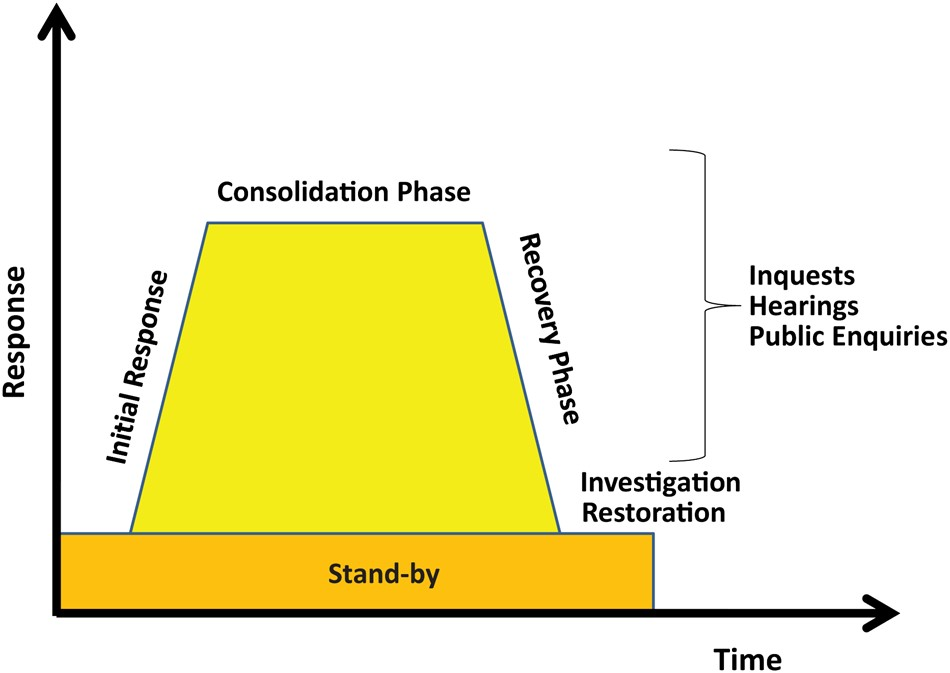 Consolidation Phase
Response
Initial Response
Recovery Phase
Inquests
Hearings
Public Enquiries
Investigation
Restoration
Stand-by
Time